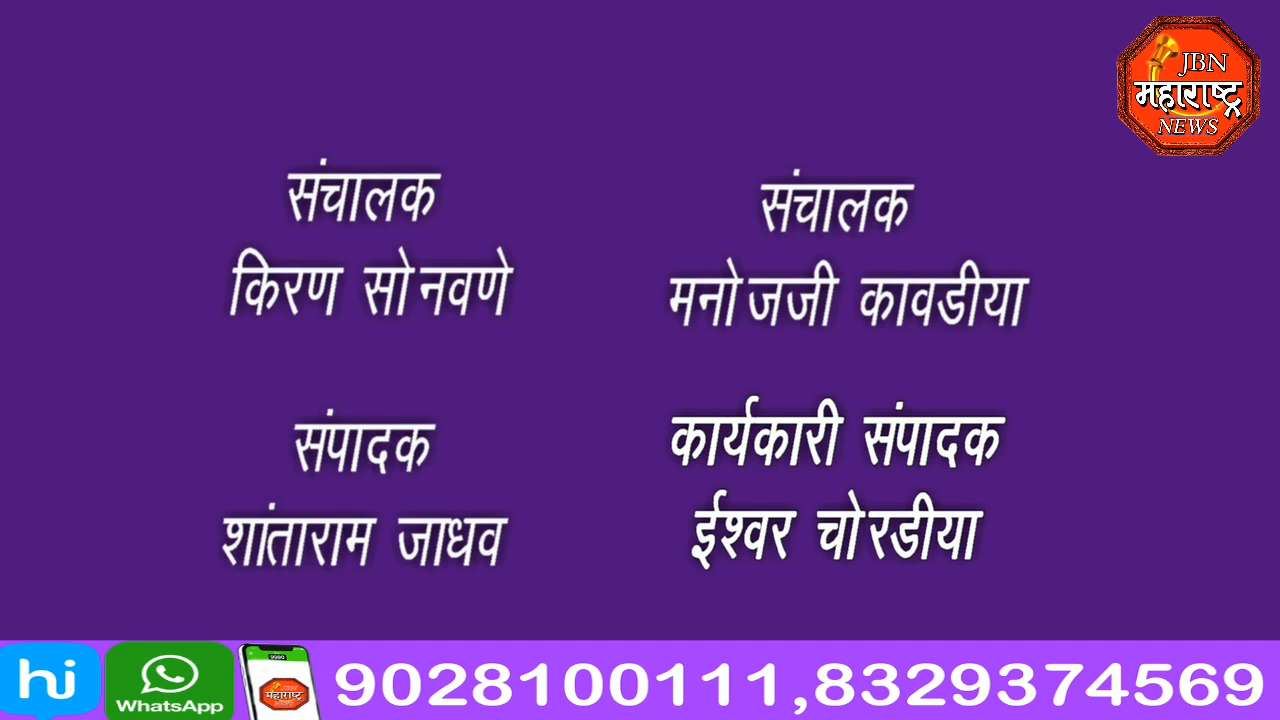 JBN
महाराष्ट्र
NEWS
संचालक
किरण सोनवणे
संचालक
मनोजजी कावडीया
संपादक
शांताराम जाधव
कार्यकारी संपादक
ईश्वर चोरडीया
hi
WhatsApp
महाराष्ट्र
9028100111,8329374569